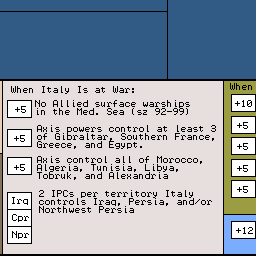 When Italy Is at War:
+5 No Allied surface warships
in the Med. Sea (sz 92-99)
+5 Axis powers control at least 3
of Gibraltar, Southern France,
Greece, and Egypt.
+5 Axis control all of Morocco,
Algeria, Tunisia, Libya,
Tobruk, and Alexandria
2 IPCs per territory Italy
controls Iraq, Persia, and/or
Northwest Persia
Irq
Cpr
Npr
When
+10
+5
+5
+5
+5
+12